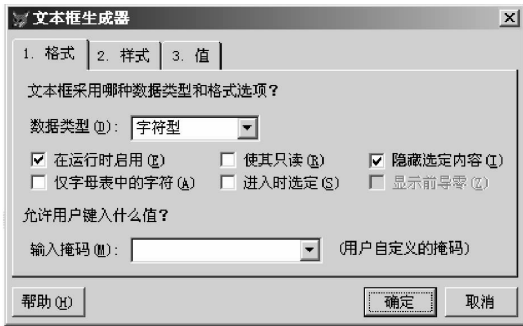 文本框生成器
1. 格式 2. 样式 3. 值
文本框采用哪种数据类型和格式选项?
数据类型(D): 字符型
在运行时启用(E) 使其只读(R) 隐藏选定内容(I)
仅字母表中的字符(A) 进入时选定(S) 显示前导零(Z)
允许用户键入什么值?
输入掩码(M): (用户自定义的掩码)
帮助(H) 确定 取消